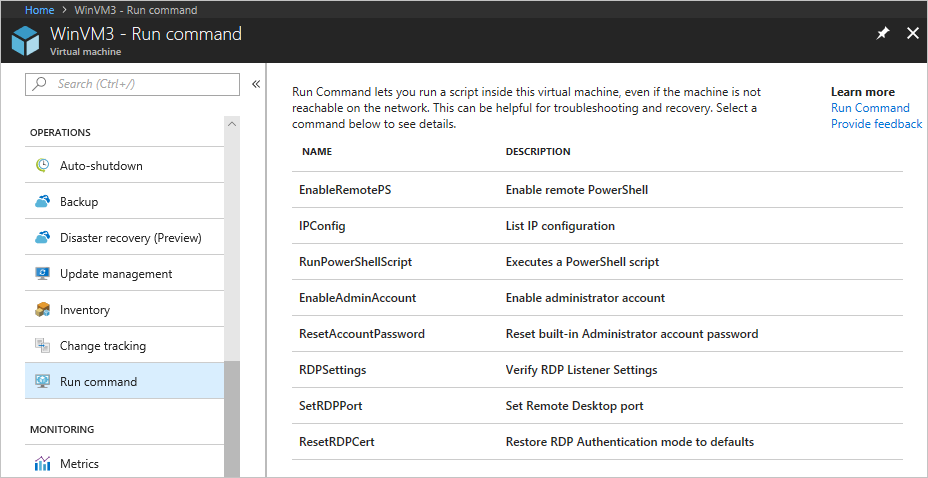 Home > WinVM3 - Run command
WinVM3 - Run command
Virtual machine
Search (Ctrl+/)
«
OPERATIONS
Auto-shutdown
Backup
Disaster recovery (Preview)
Update management
Inventory
Change tracking
Run command
MONITORING
Metrics
Run Command lets you run a script inside this virtual machine, even if the machine is not
reachable on the network. This can be helpful for troubleshooting and recovery. Select a
command below to see details.
Learn more
Run Command
Provide feedback
NAME DESCRIPTION
EnableRemotePS Enable remote PowerShell
IPConfig List IP configuration
RunPowerShellScript Executes a PowerShell script
EnableAdminAccount Enable administrator account
ResetAccountPassword Reset built-in Administrator account password
RDPSettings Verify RDP Listener Settings
SetRDPPort Set Remote Desktop port
ResetRDPCert Restore RDP Authentication mode to defaults